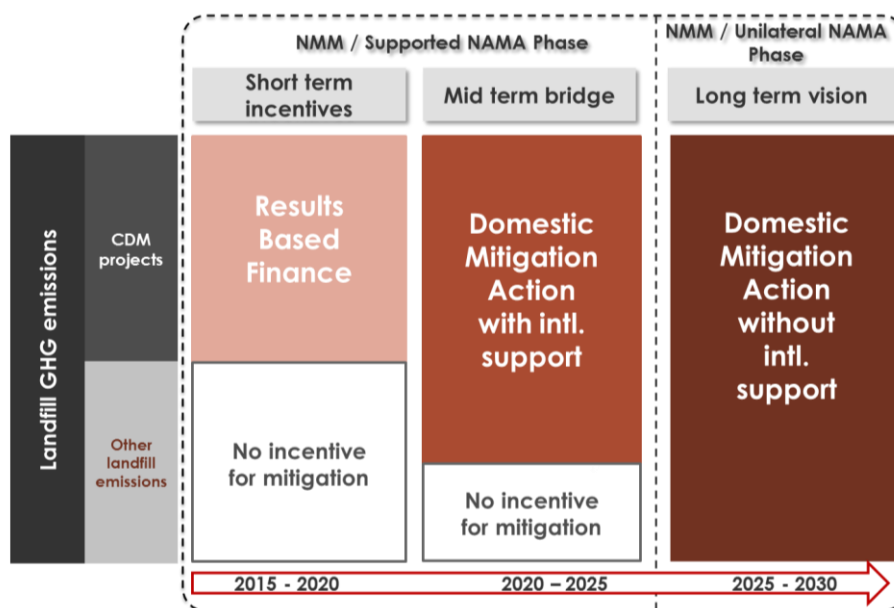 NMM / Supported NAMA Phase
NMM / Unilateral NAMA
Phase
Short term
incentives
Mid term bridge
Long term vision
Landfill GHG emissions
CDM
projects
Other
landfill
emissions
Results
Based
Finance
No incentive
for mitigation
Domestic
Mitigation
Action
with intl.
support
No incentive
for mitigation
Domestic
Mitigation
Action
without
intl.
support
2015 - 2020
2020 – 2025
2025 - 2030